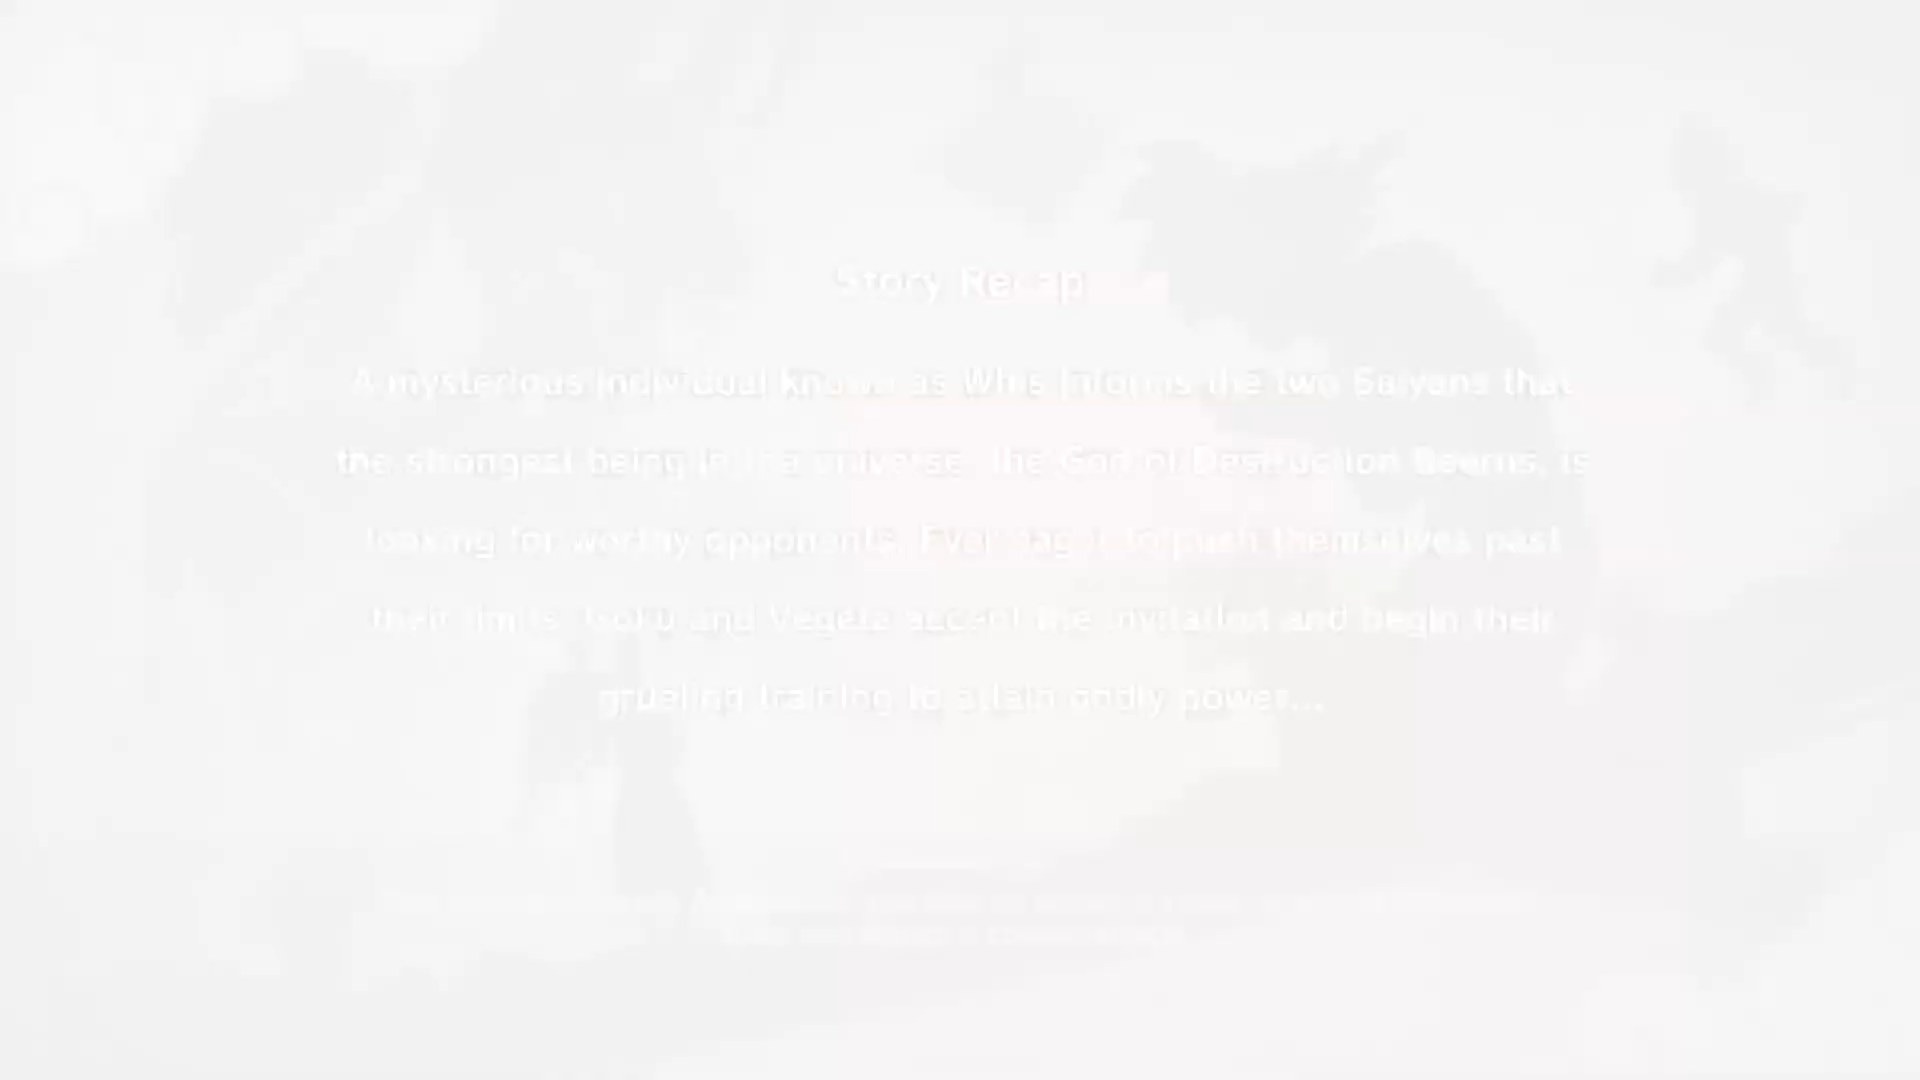 Story Recap
A mysterious individual known as Whis informs the two Saiyans that
the strongest being in the universe, the God of Destruction Beerus, is
looking for worthy opponents. Ever eager to push themselves past
their limits, Goku and Vegeta accept the invitation and begin their
grueling training to attain godly power...